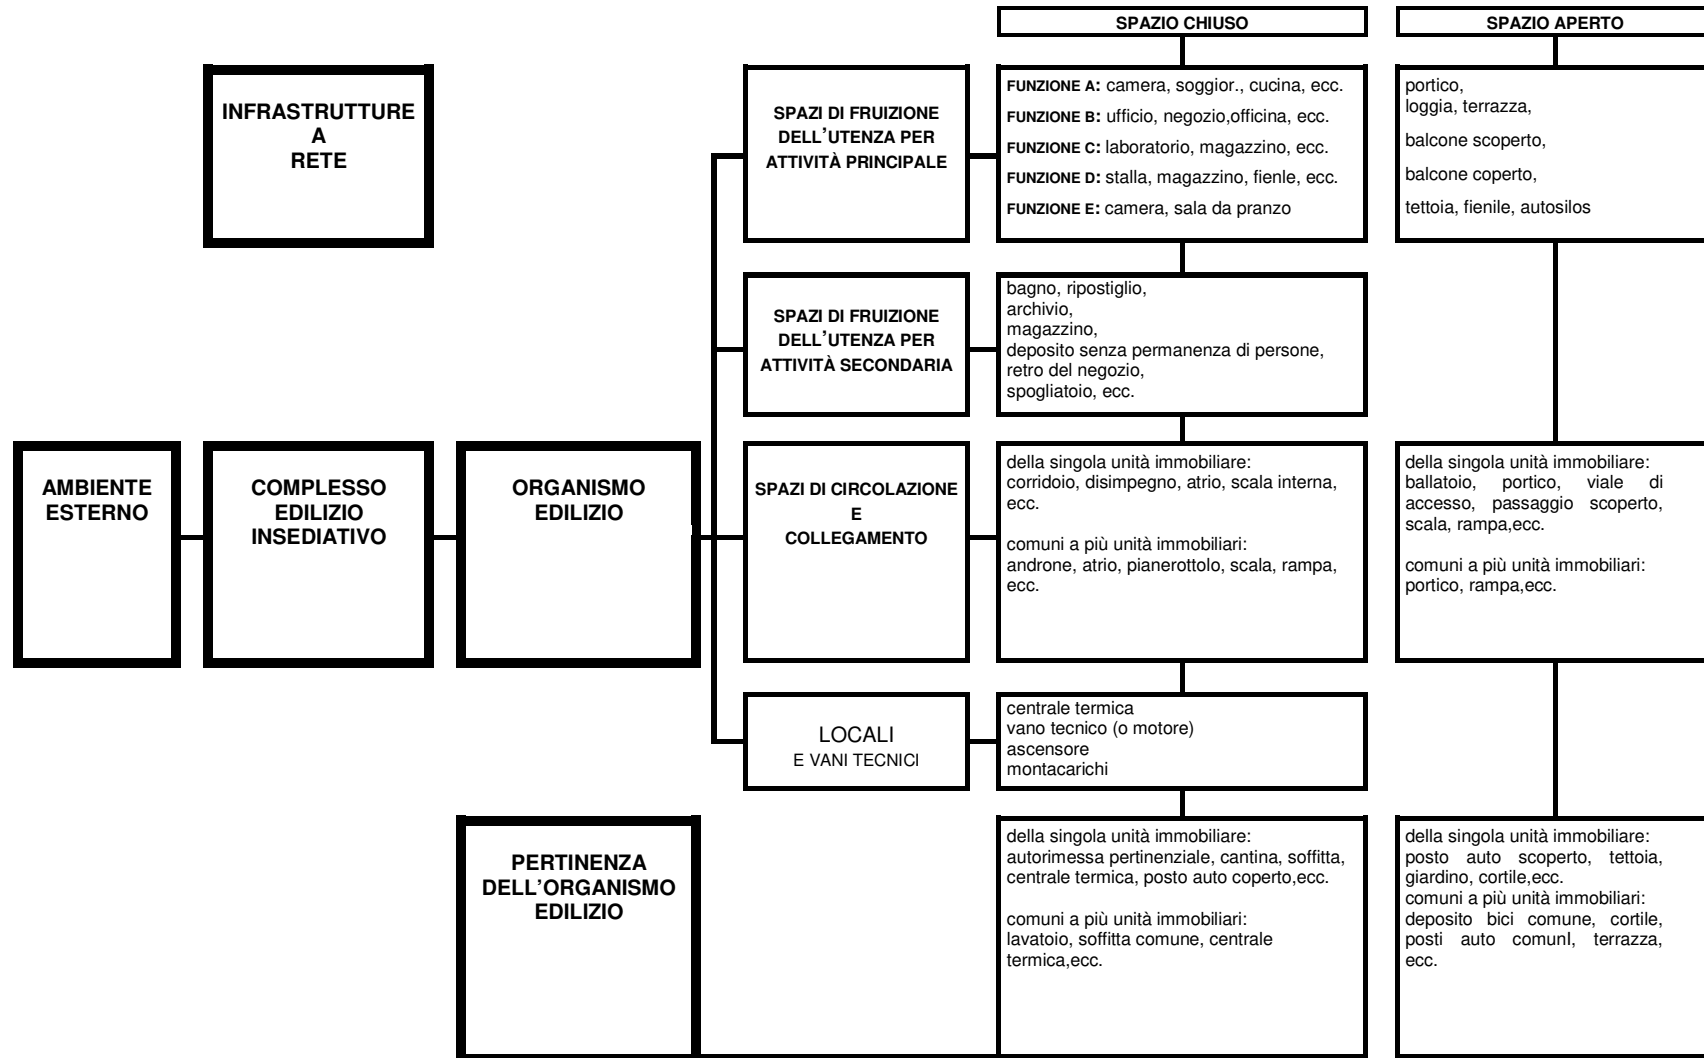 SPAZIO CHIUSO
SPAZIO APERTO
INFRASTRUTTURE
A
RETE
SPAZI DI FRUIZIONE
DELL'UTENZA PER
ATTIVITÀ PRINCIPALE
FUNZIONE A: camera, soggior., cucina, ecc.
FUNZIONE B: ufficio, negozio,officina, ecc.
FUNZIONE C: laboratorio, magazzino, ecc.
FUNZIONE D: stalla, magazzino, fienle, ecc.
FUNZIONE E: camera, sala da pranzo
portico,
loggia, terrazza,
balcone scoperto,
balcone coperto,
tettoia, fienile, autosilos
SPAZI DI FRUIZIONE
DELL'UTENZA PER
ATTIVITÀ SECONDARIA
bagno, ripostiglio,
archivio,
magazzino,
deposito senza permanenza di persone,
retro del negozio,
spogliatoio, ecc.
AMBIENTE
ESTERNO
COMPLESSO
EDILIZIO
INSEDIATIVO
ORGANISMO
EDILIZIO
SPAZI DI CIRCOLAZIONE
E
COLLEGAMENTO
della singola unità immobiliare:
corridoio, disimpegno, atrio, scala interna,
ecc.
comuni a più unità immobiliari:
androne, atrio, pianerottolo, scala, rampa,
ecc.
della singola unità immobiliare:
ballatoio, portico, viale di
accesso, passaggio scoperto,
scala, rampa,ecc.
comuni a più unità immobiliari:
portico, rampa,ecc.
LOCALI
E VANI TECNICI
centrale termica
vano tecnico (o motore)
ascensore
montacarichi
PERTINENZA
DELL'ORGANISMO
EDILIZIO
della singola unità immobiliare:
autorimessa pertinenziale, cantina, soffitta,
centrale termica, posto auto coperto,ecc.
comuni a più unità immobiliari:
lavatoio, soffitta comune, centrale
termica,ecc.
della singola unità immobiliare:
posto auto scoperto, tettoia,
giardino, cortile,ecc.
comuni a più unità immobiliari:
deposito bici comune, cortile,
posti auto comunI, terrazza,
ecc.